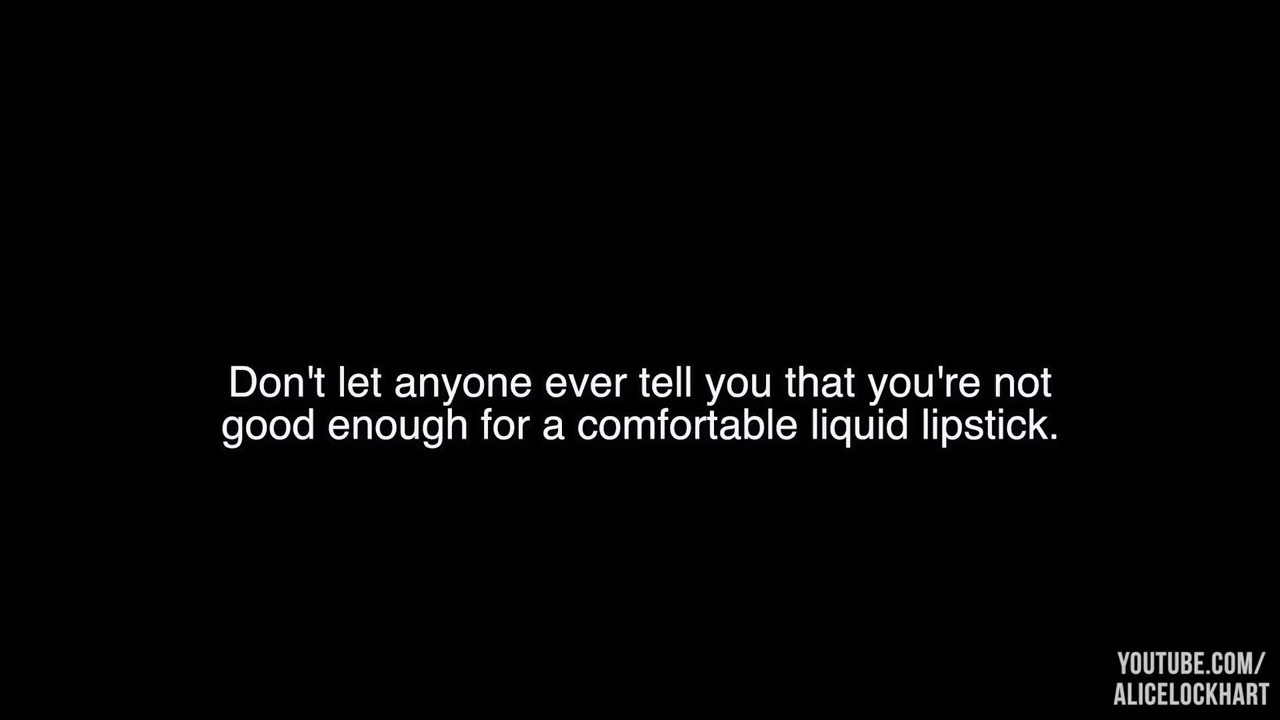 Don't let anyone ever tell you that you're not
good enough for a comfortable liquid lipstick.
YOUTUBE.COM/
ALICELOCKHART